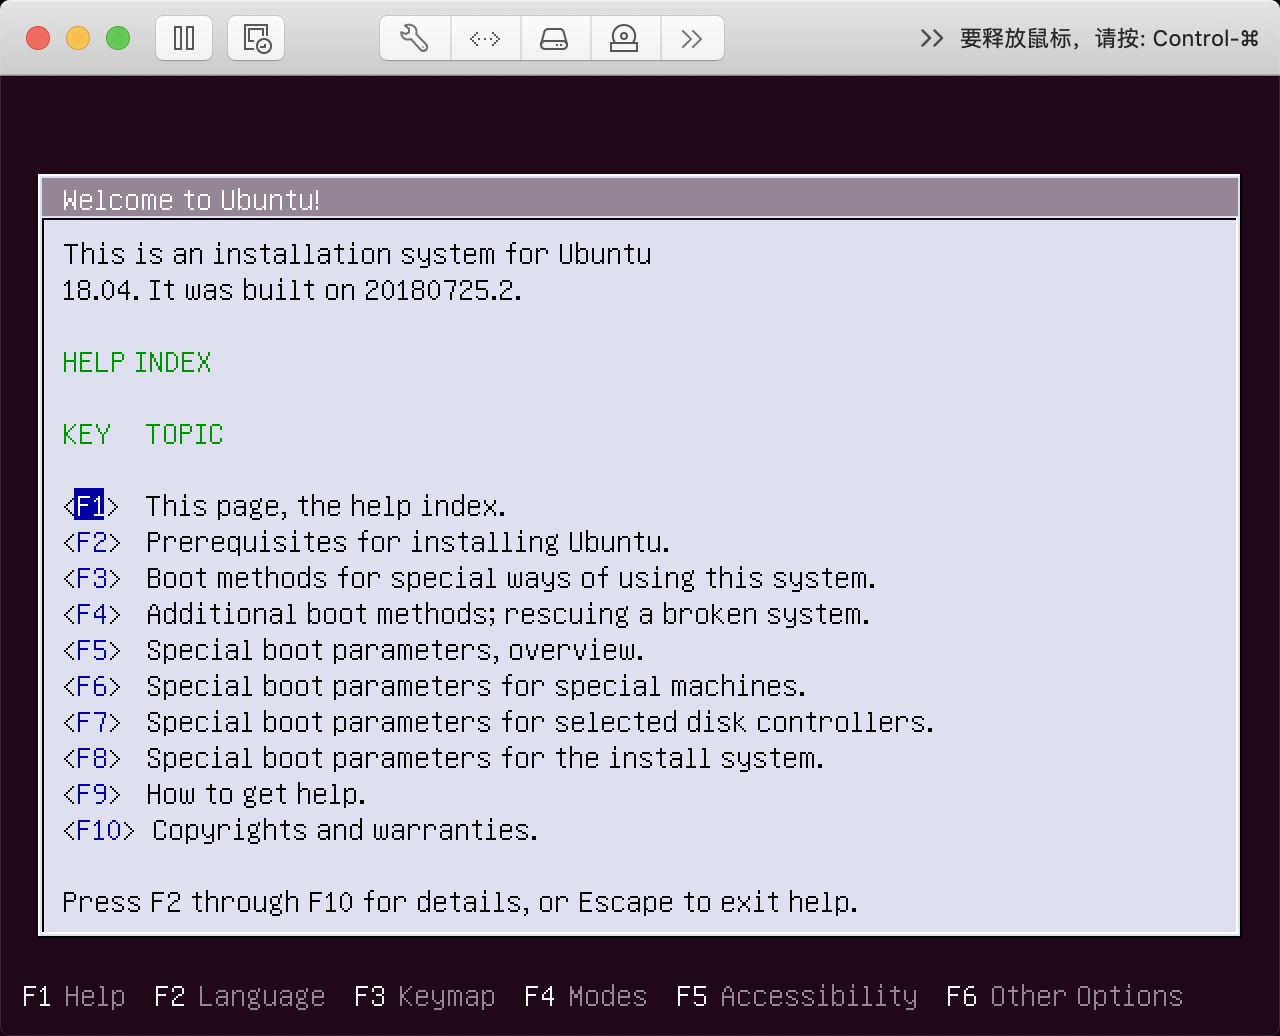 要释放鼠标，请按: Control-⌘
Welcome to Ubuntu!
This is an installation system for Ubuntu
18.04. It was built on 20180725.2.
HELP INDEX
KEY TOPIC
<F1> This page, the help index.
<F2> Prerequisites for installing Ubuntu.
<F3> Boot methods for special ways of using this system.
<F4> Additional boot methods; rescuing a broken system.
<F5> Special boot parameters, overview.
<F6> Special boot parameters for special machines.
<F7> Special boot parameters for selected disk controllers.
<F8> Special boot parameters for the install system.
<F9> How to get help.
<F10> Copyrights and warranties.
Press F2 through F10 for details, or Escape to exit help.
F1 Help F2 Language F3 Keymap F4 Modes F5 Accessibility F6 Other Options